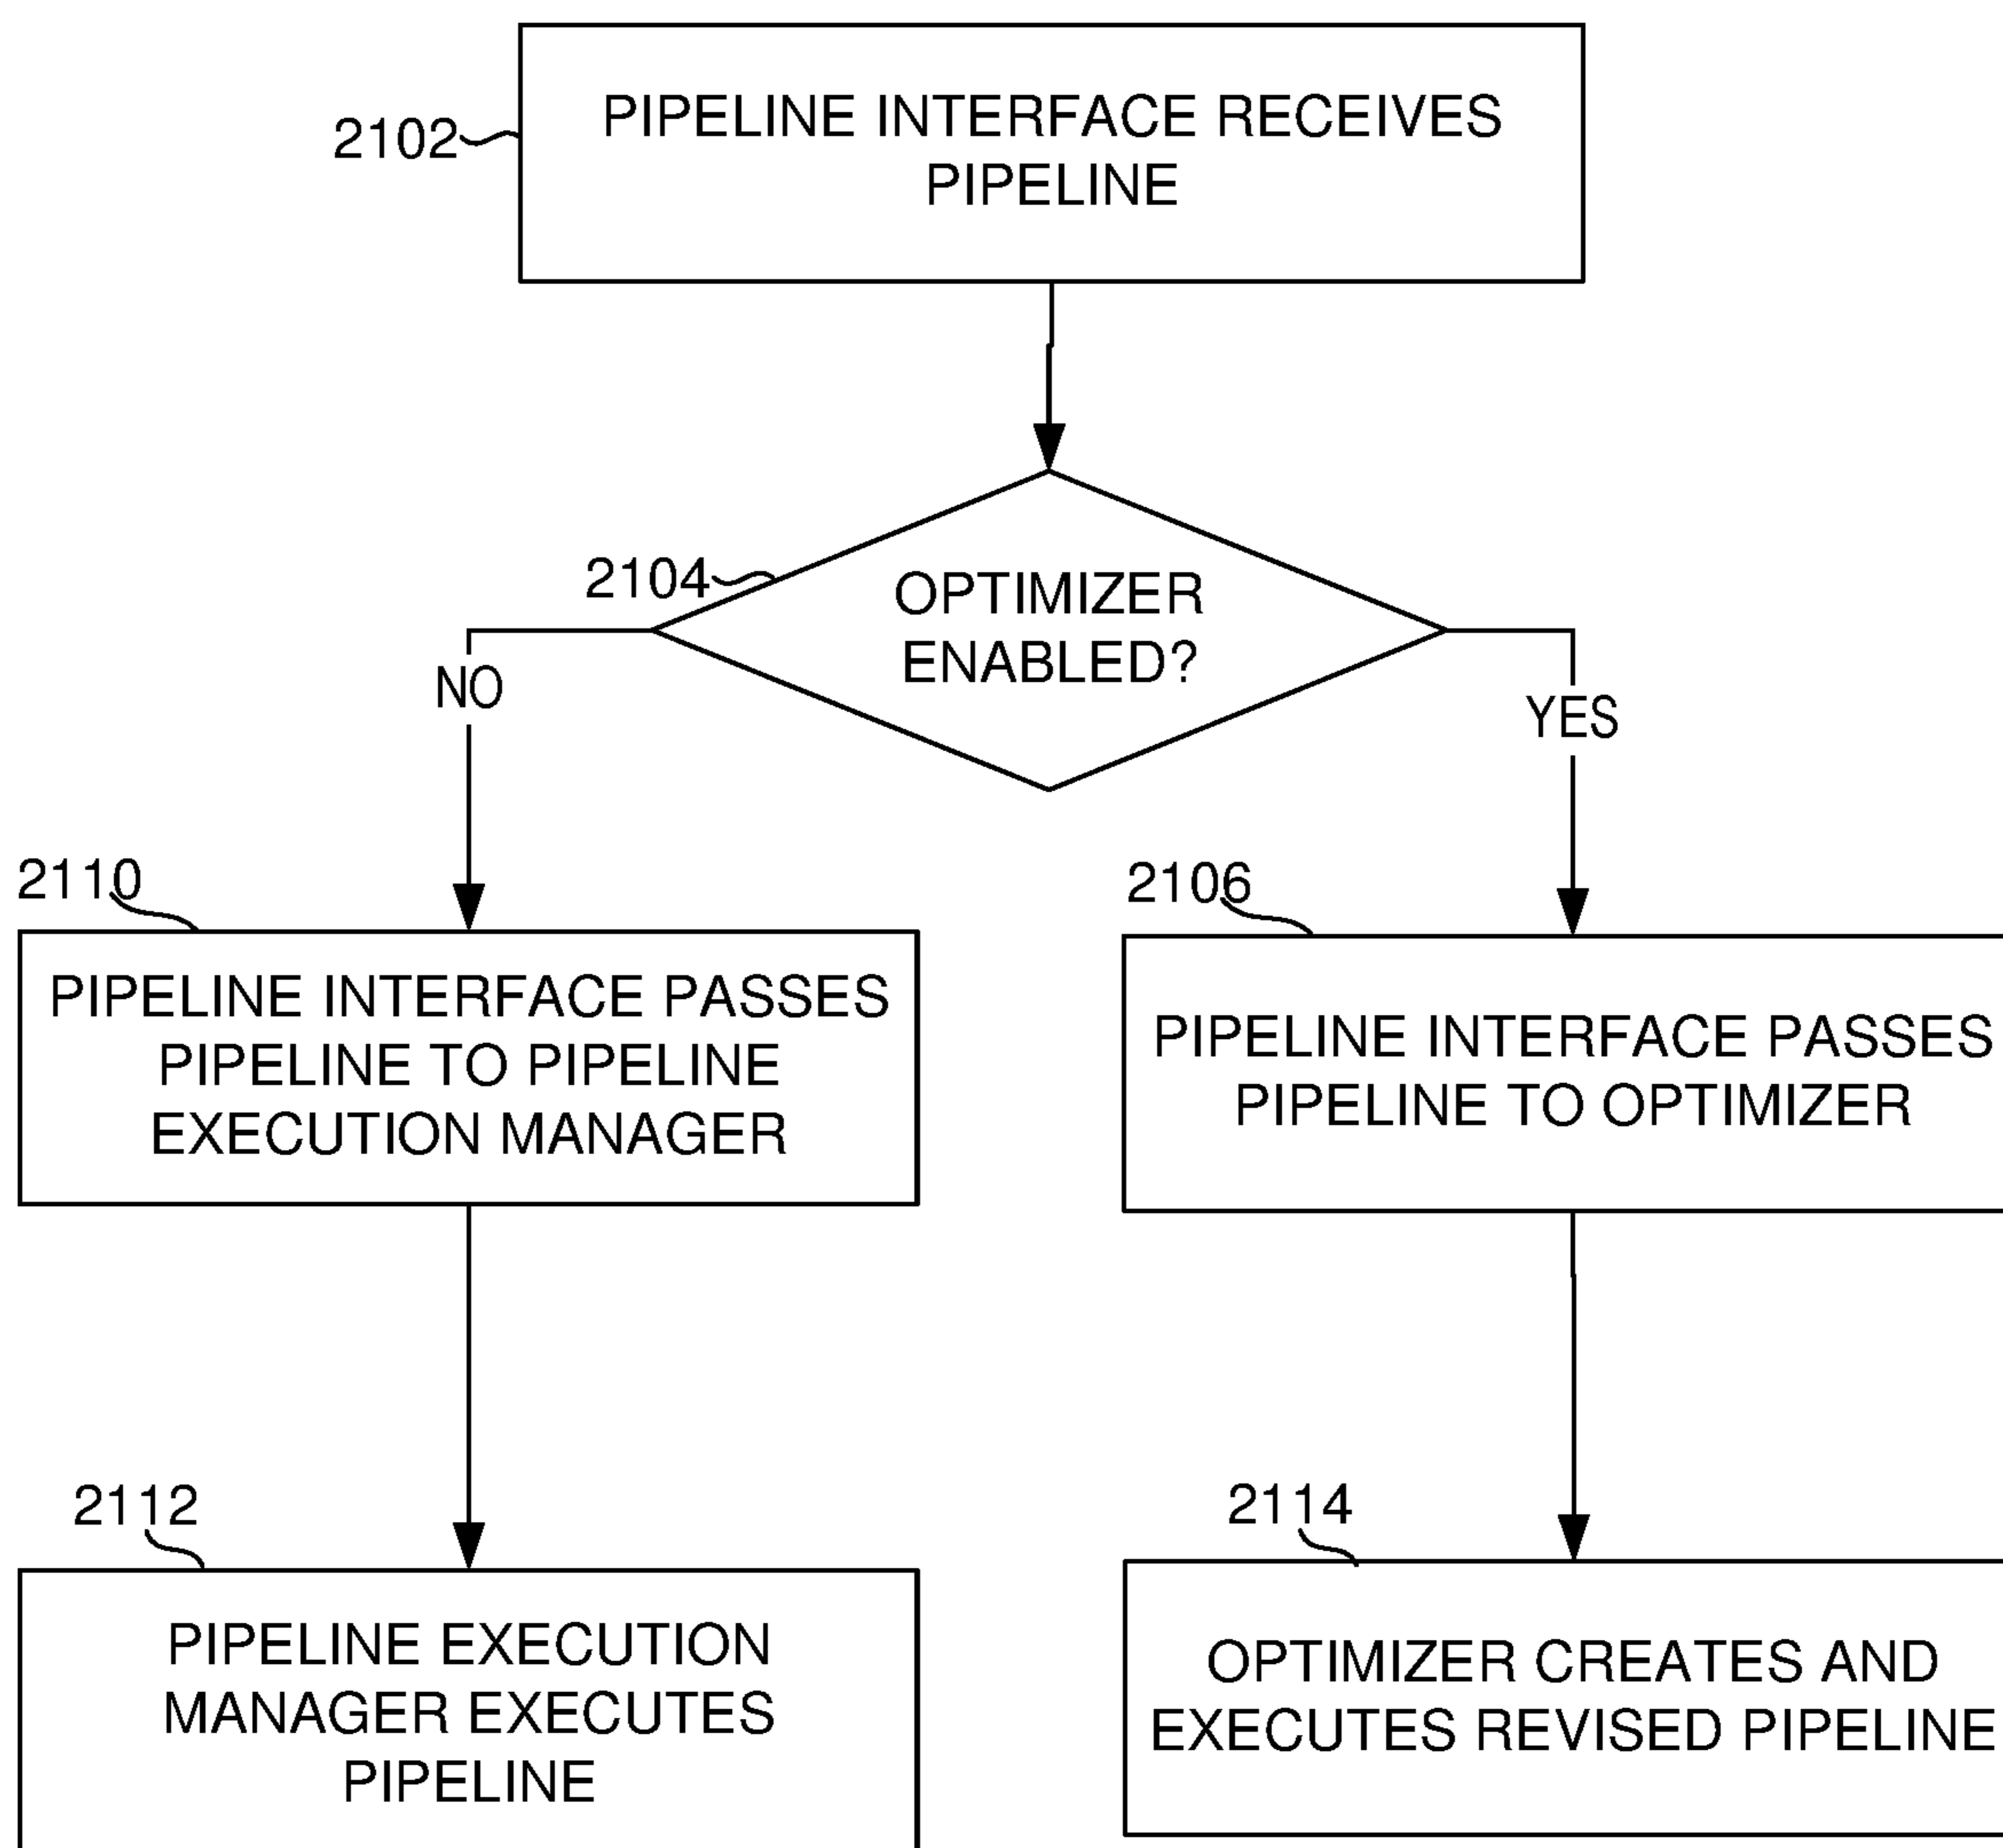 2102
PIPELINE INTERFACE RECEIVES
PIPELINE
2104
OPTIMIZER
ENABLED?
NO
YES
2110
PIPELINE INTERFACE PASSES
PIPELINE TO PIPELINE
EXECUTION MANAGER
2106
PIPELINE INTERFACE PASSES
PIPELINE TO OPTIMIZER
2112
PIPELINE EXECUTION
MANAGER EXECUTES
PIPELINE
2114
OPTIMIZER CREATES AND
EXECUTES REVISED PIPELINE